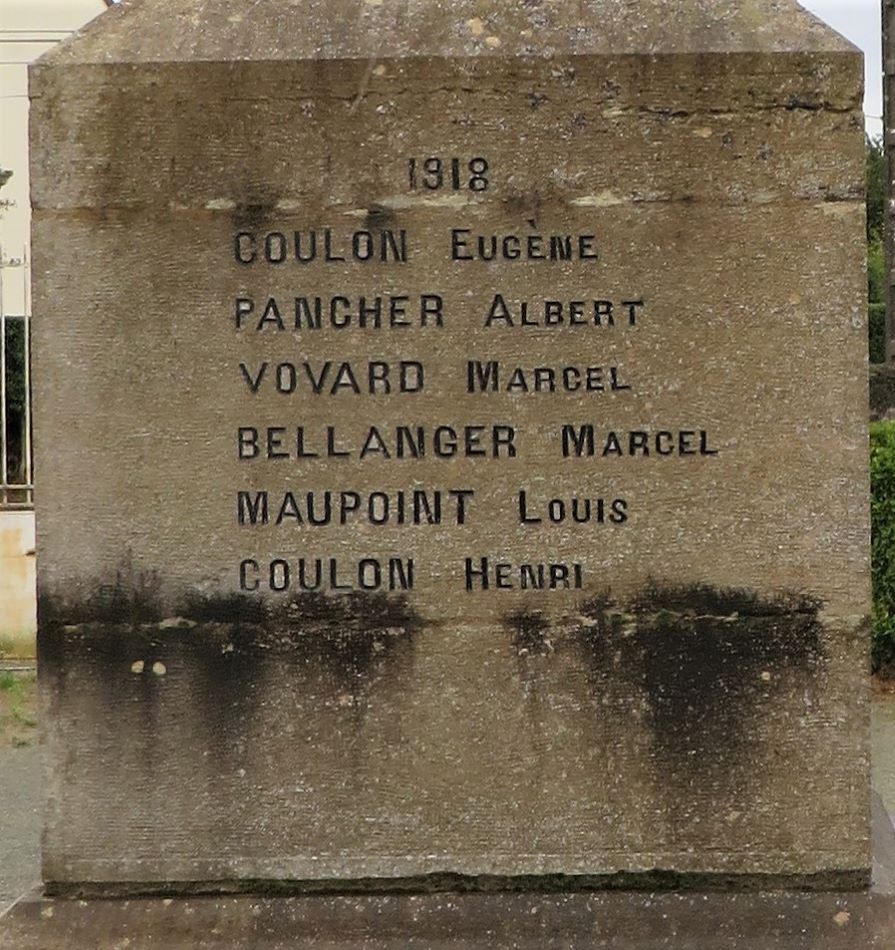 1918
COULON EUGÈNE
PANCHER ALBERT
VOVARD MARCEL
BELLANGER MARCEL
MAUPOINT LOUIS
COULON HENRI